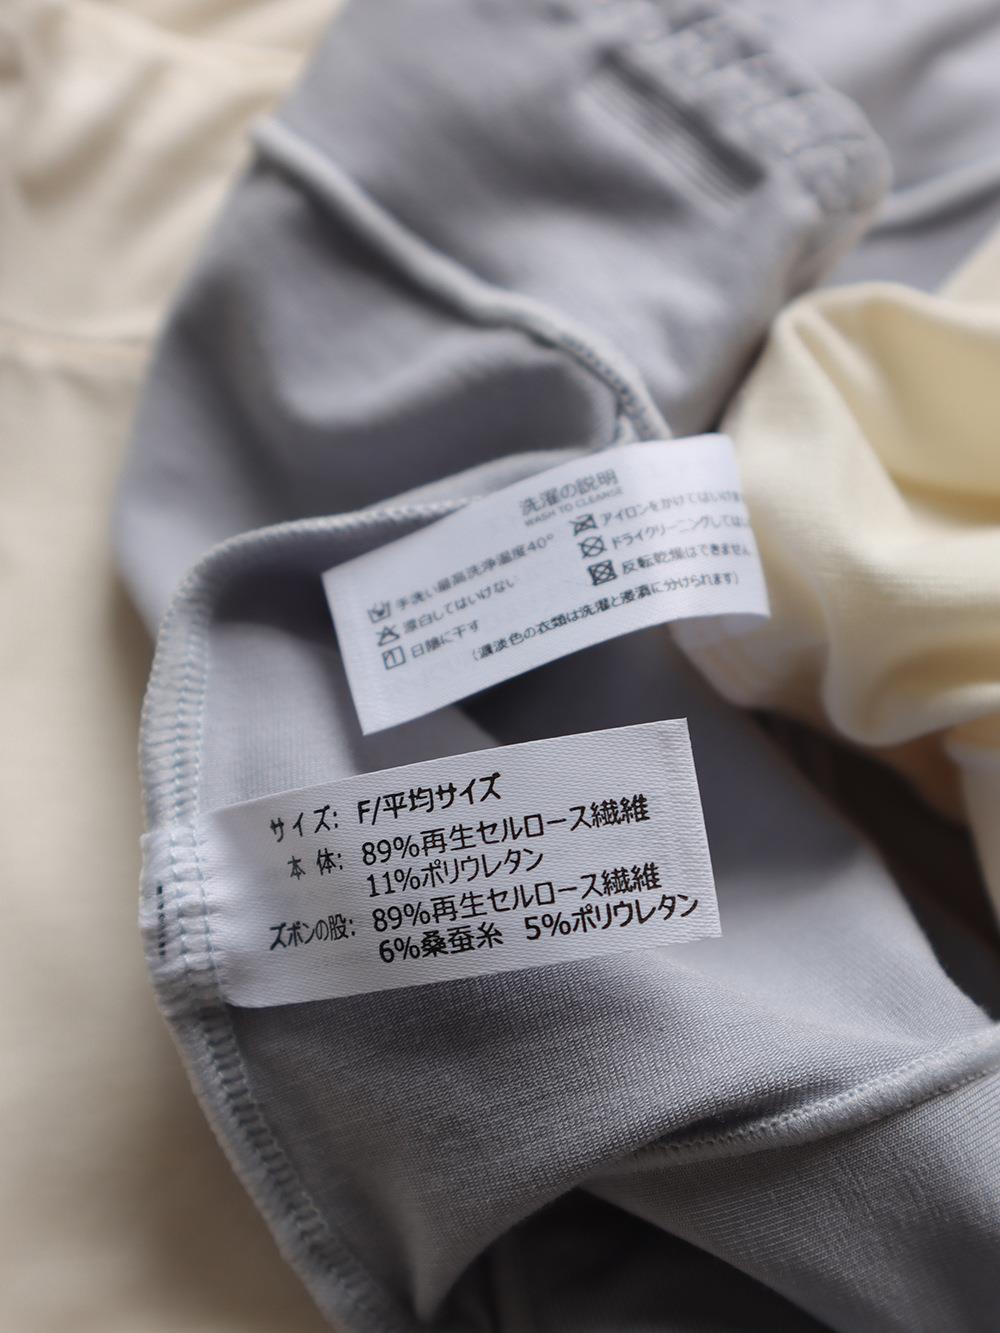 洗濯の説明
WASH TO CLEANSE
手洗い最高洗浄温度40°
漂白してはいけない
日陰に干す
アイロンをかけてはいけ
ドライクリーニングしては
反転乾燥はできません
(濃淡色の衣類は洗濯と浸漬に分けられます)
サイズ: F/平均サイズ
本体: 89%再生セルロース繊維
11%ポリウレタン
ズボンの股: 89%再生セルロース繊維
6%桑蚕糸 5%ポリウレタン